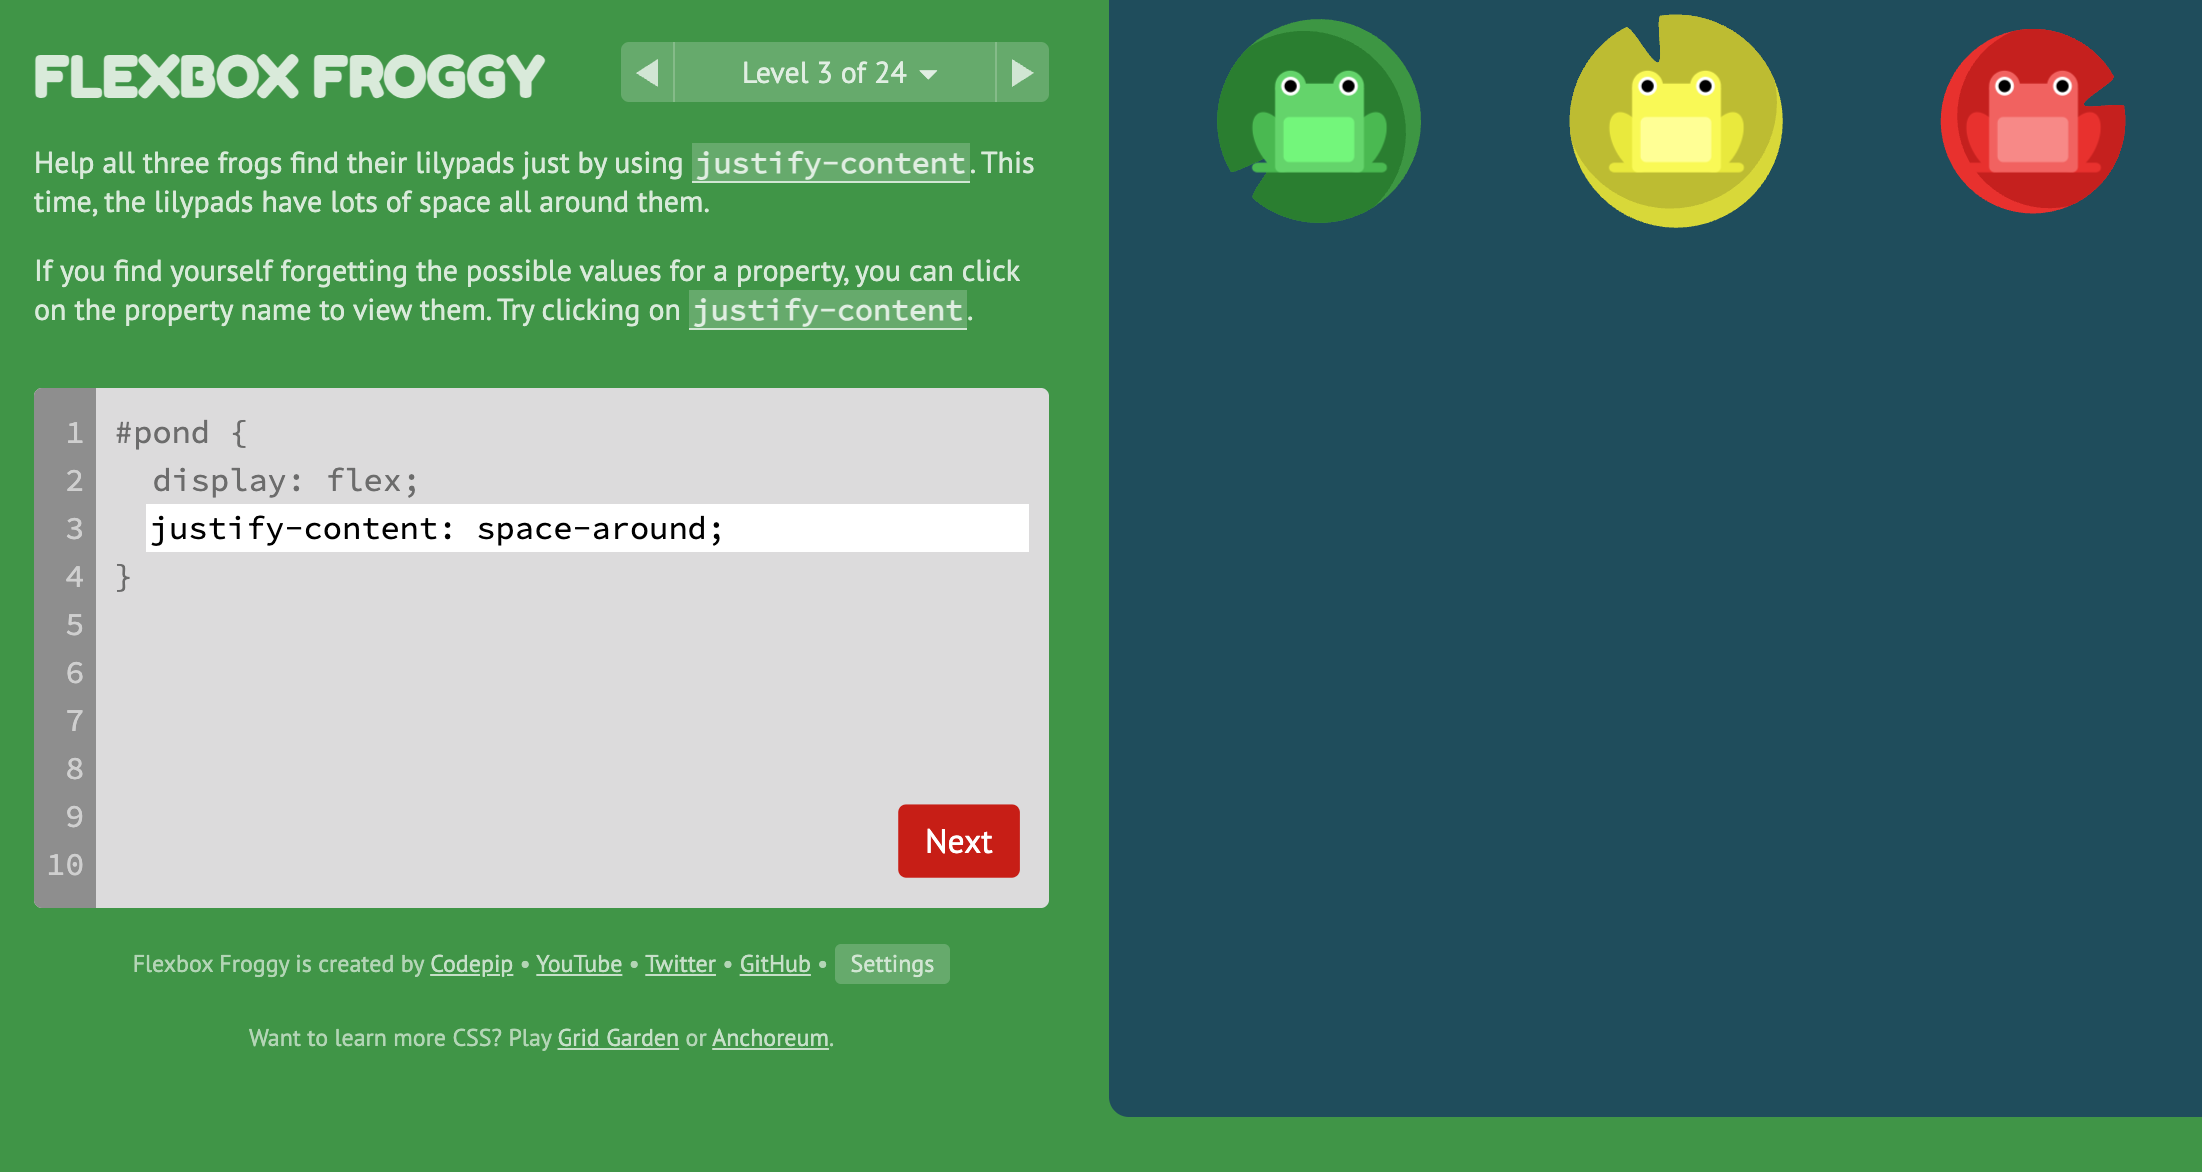 FLEXBOX FROGGY
Level 3 of 24
Help all three frogs find their lilypads just by using justify-content. This
time, the lilypads have lots of space all around them.
If you find yourself forgetting the possible values for a property, you can click
on the property name to view them. Try clicking on justify-content.
1 #pond {
2 display: flex;
3 justify-content: space-around;
4 }
5
6
7
8
9
10
Next
Flexbox Froggy is created by Codepip • YouTube • Twitter • GitHub • Settings
Want to learn more CSS? Play Grid Garden or Anchoreum.